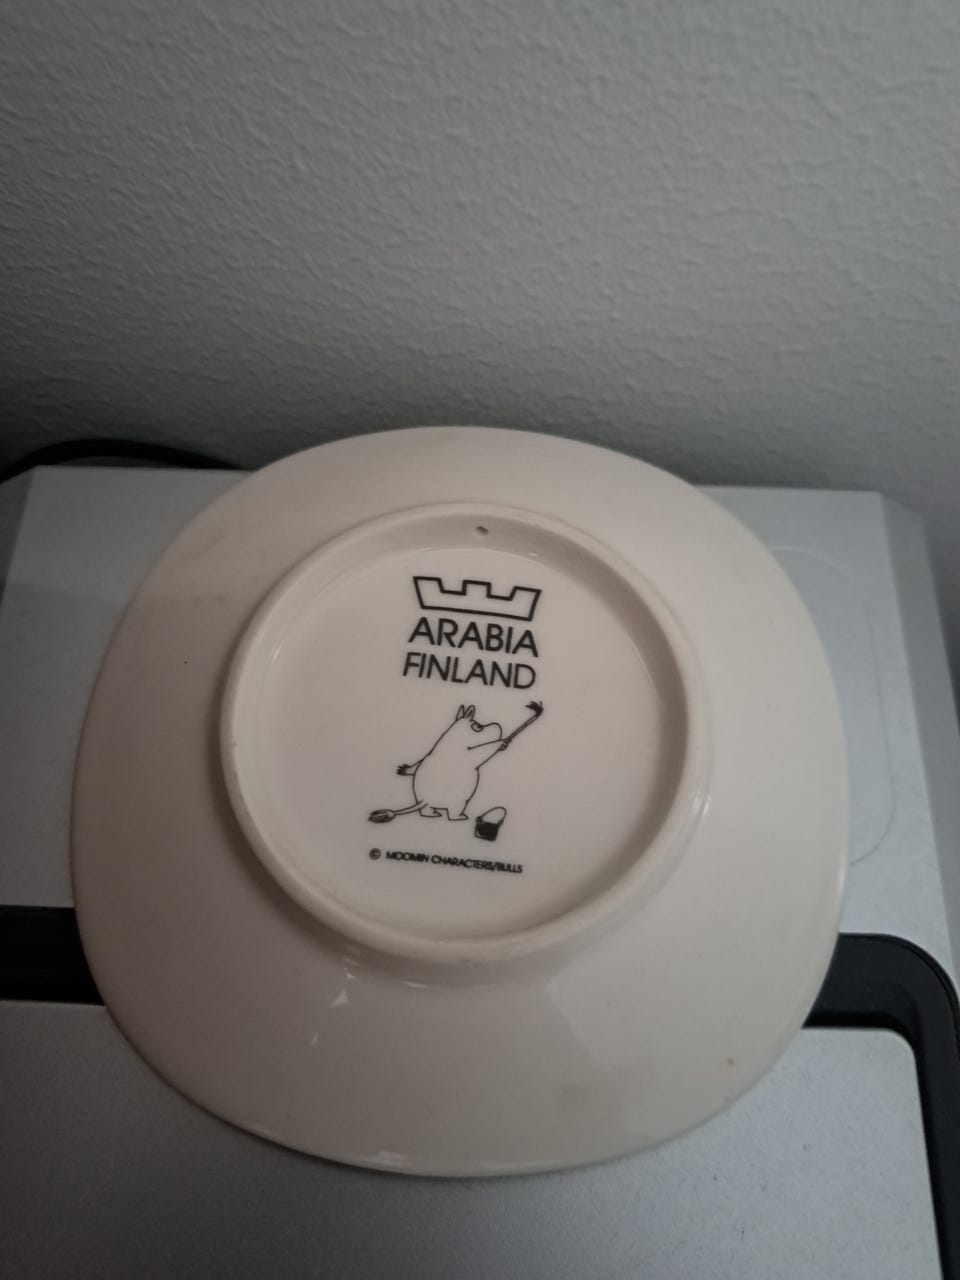 ARABIA
FINLAND
© MOOMIN CHARACTERS/BULLS